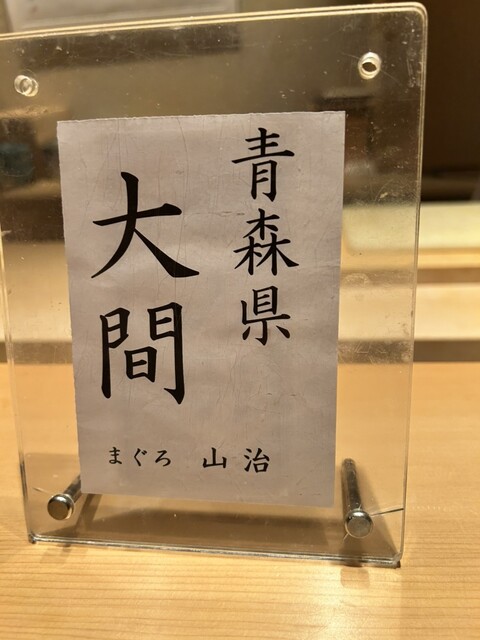 青森県
大間
まぐろ 山治